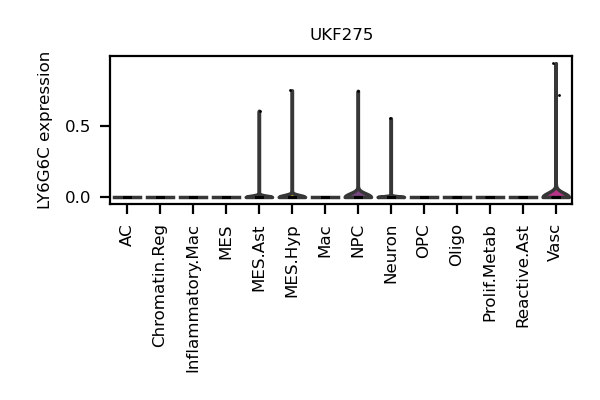 UKF275
LY6G6C expression
0.5
0.0
AC
Chromatin.Reg
Inflammatory.Mac
MES
MES.Ast
MES.Hyp
Mac
NPC
Neuron
OPC
Oligo
Prolif.Metab
Reactive.Ast
Vasc